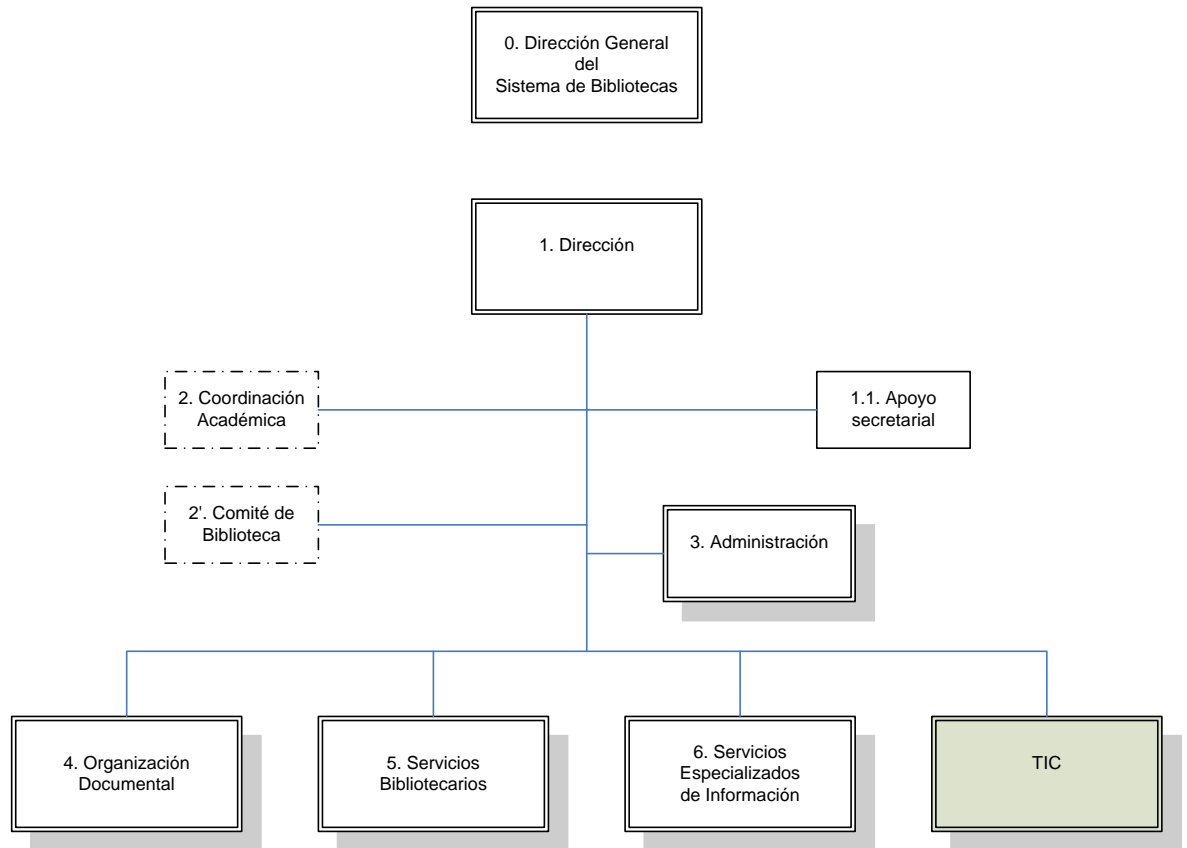 0. Dirección General
del
Sistema de Bibliotecas
1. Dirección
2. Coordinación
Académica
1.1. Apoyo
secretarial
2'. Comité de
Biblioteca
3. Administración
4. Organización
Documental
5. Servicios
Bibliotecarios
6. Servicios
Especializados
de Información
TIC